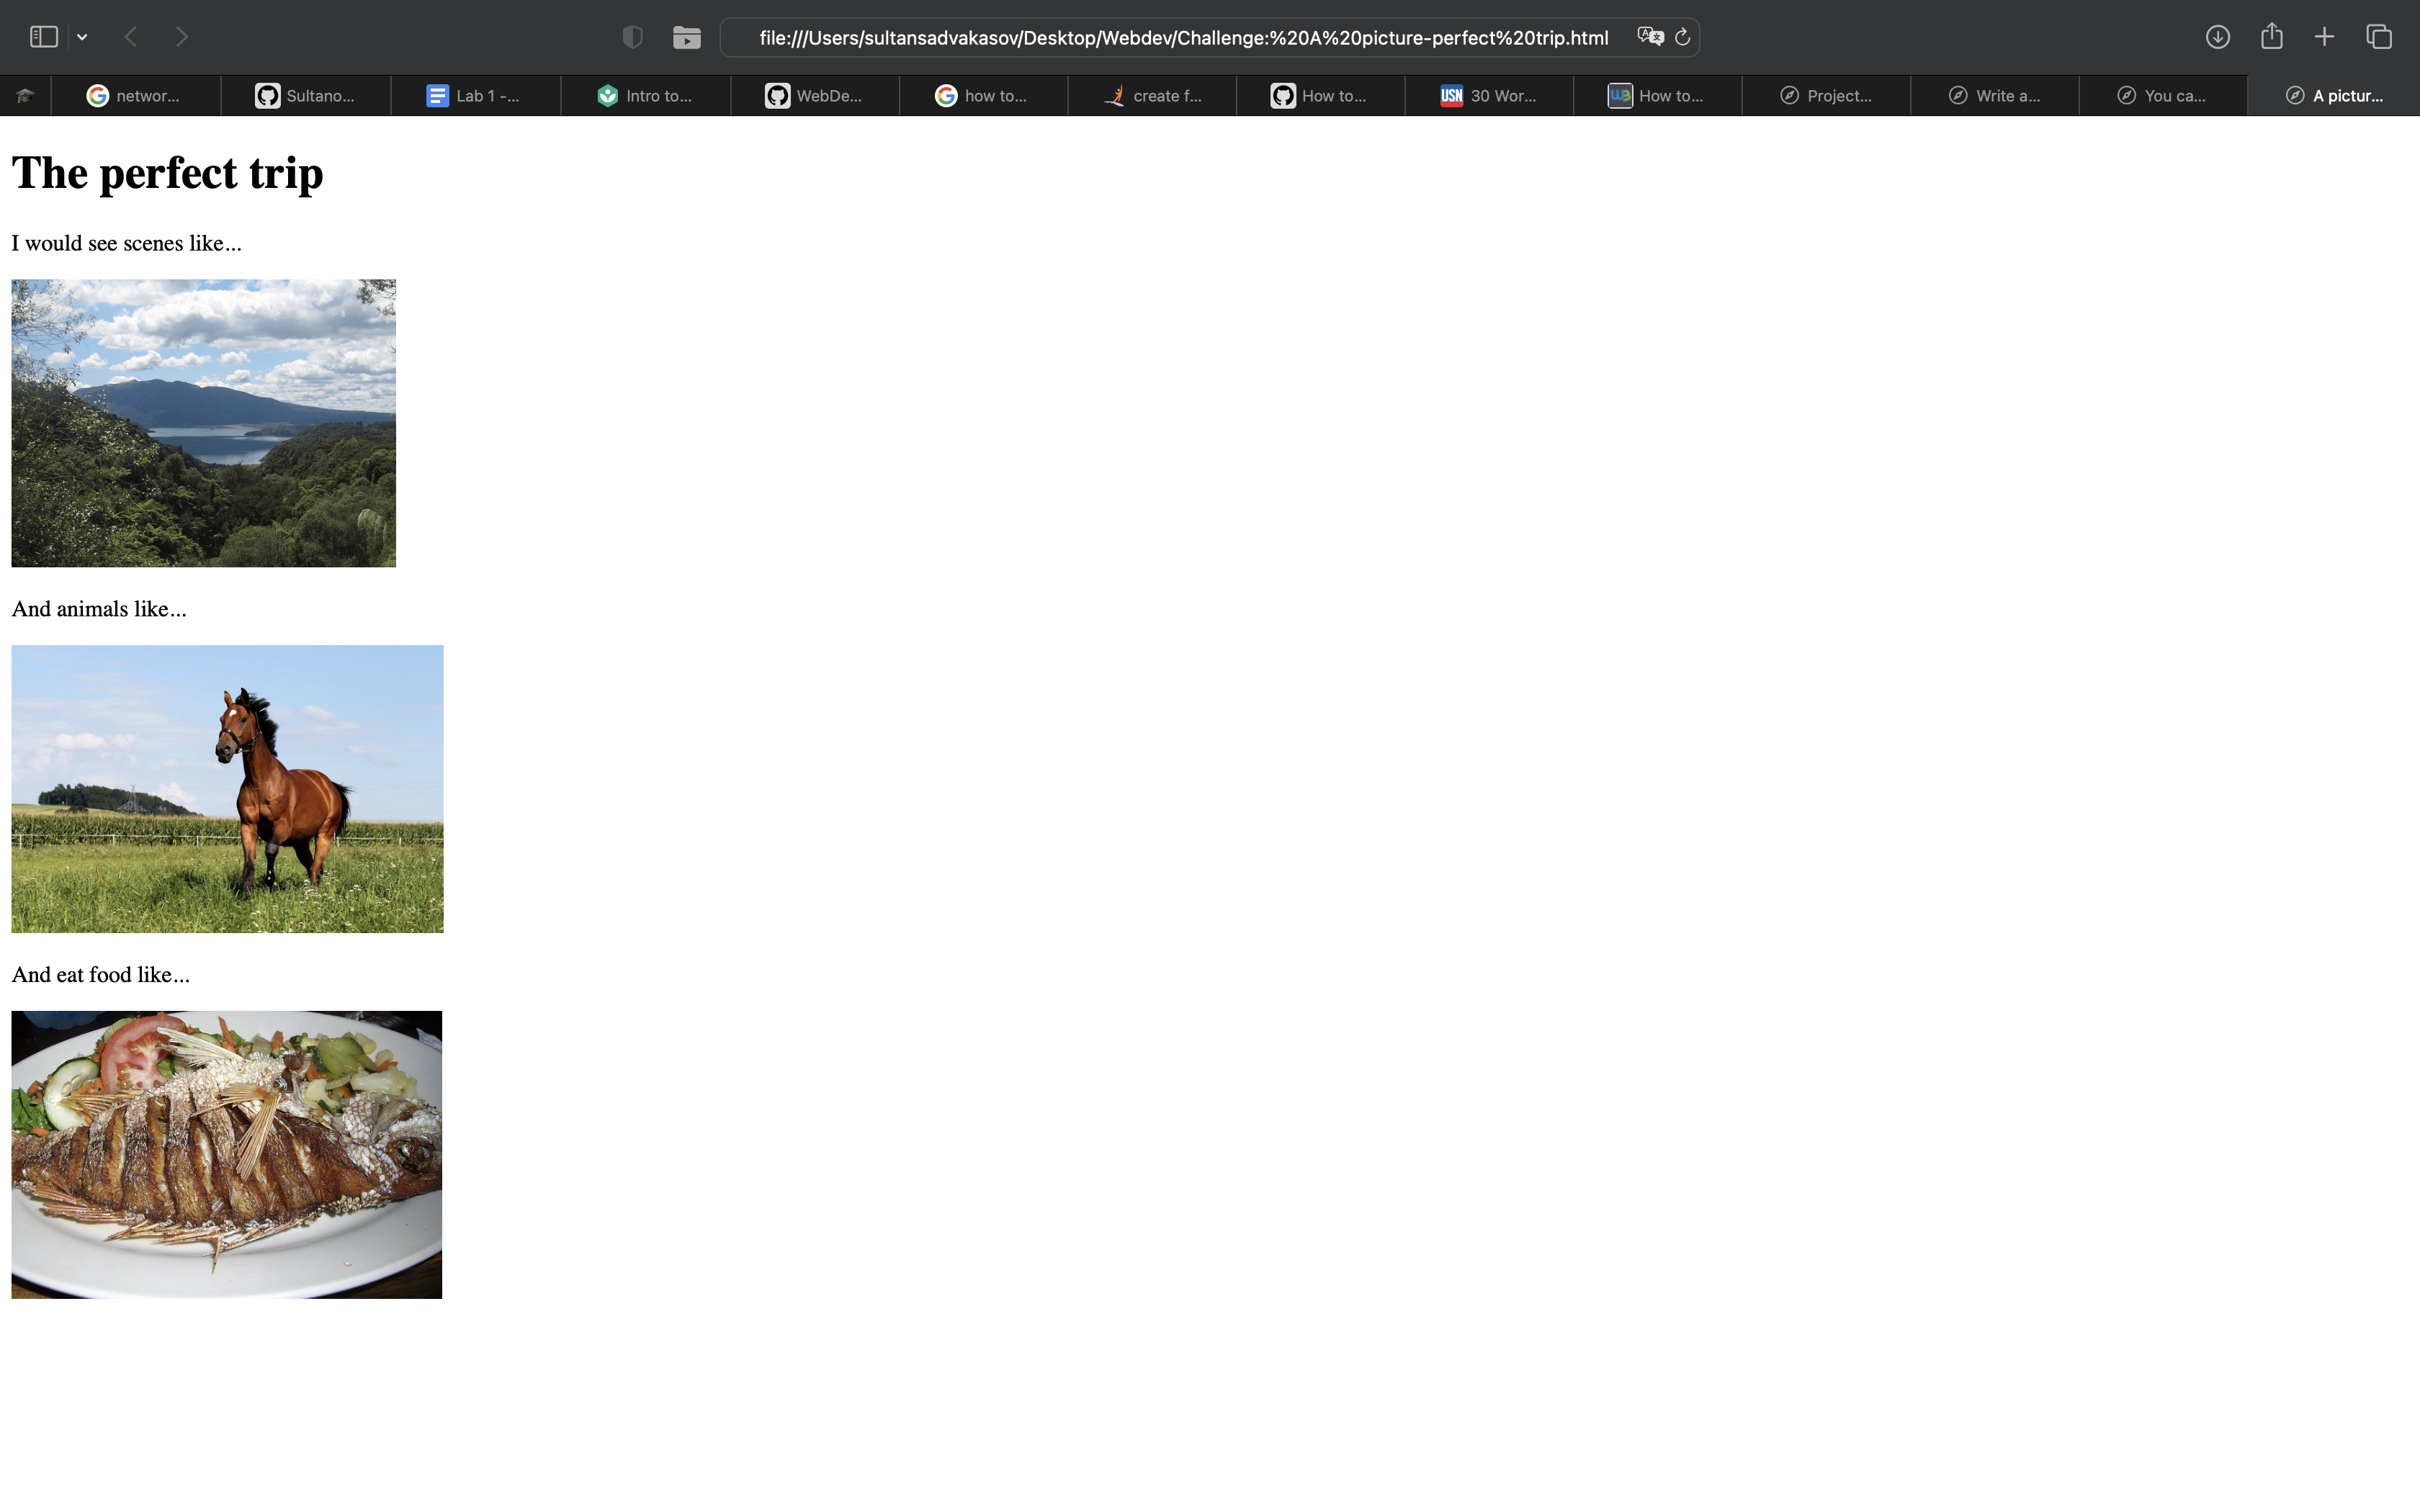 file:///Users/sultansadvakasov/Desktop/Webdev/Challenge:%20A%20picture-perfect%20trip.html
networ... Sultano... Lab 1 -... Intro to... WebDe... how to... create f... How to... USN 30 Wor... WB How to... Project... Write a... You ca... A pictur...
The perfect trip
I would see scenes like...
And animals like...
And eat food like...